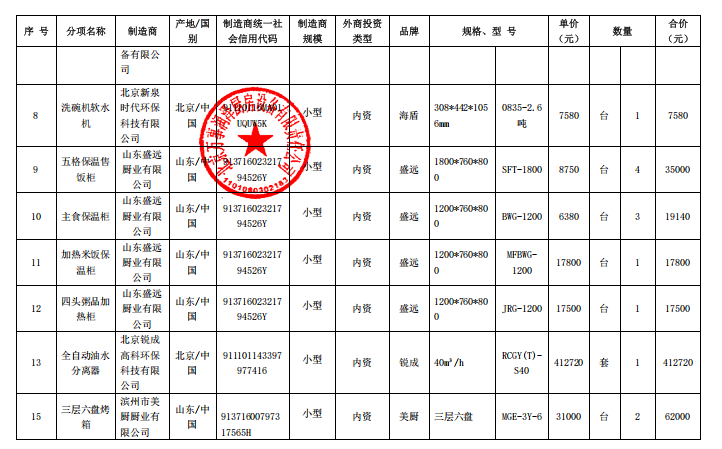 序 号 分项名称 制造商 产地/国别 制造商统一社会信用代码 制造商规模 外商投资类型 品牌 规格、型 号 单价(元) 数量 合价(元)
备有限公司
8 洗碗机软水机 北京新泉时代环保科技有限公司 北京/中国 UQUW5K 小型 内资 海盾 308*442*1056mm 0835-2.6吨 7580 台 1 7580
9 五格保温售饭柜 山东盛远厨业有限公司 山东/中国 91371602321794526Y 小型 内资 盛远 1800*760*800 SFT-1800 8750 台 4 35000
10 主食保温柜 山东盛远厨业有限公司 山东/中国 91371602321794526Y 小型 内资 盛远 1200*760*800 BWG-1200 6380 台 3 19140
11 加热米饭保温柜 山东盛远厨业有限公司 山东/中国 91371602321794526Y 小型 内资 盛远 1200*760*800 MFBWG-1200 17800 台 1 17800
12 四头粥品加热柜 山东盛远厨业有限公司 山东/中国 91371602321794526Y 小型 内资 盛远 1200*760*800 JRG-1200 17500 台 1 17500
13 全自动油水分离器 北京锐成高科环保科技有限公司 北京/中国 911101143397977416 小型 内资 锐成 40m³/h RCGY(T)-S40 412720 套 1 412720
15 三层六盘烤箱 滨州市美厨厨业有限公司 山东/中国 91371600797317565H 小型 内资 美厨 三层六盘 MGE-3Y-6 31000 台 2 62000